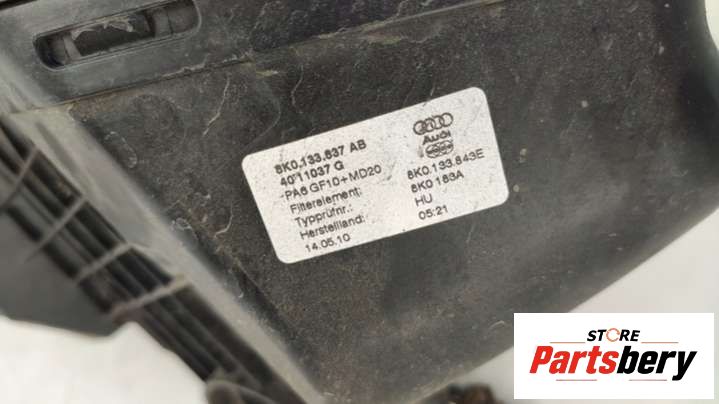 8K0.133.837 AB
4011037 G
-PA6 GF10+MD20
Filterelement: 8K0.133.843E
Typprüfnr.: 8K0 183A
Herstellland: HU
14.05.10 05:21
Audi
STORE
Partsbery